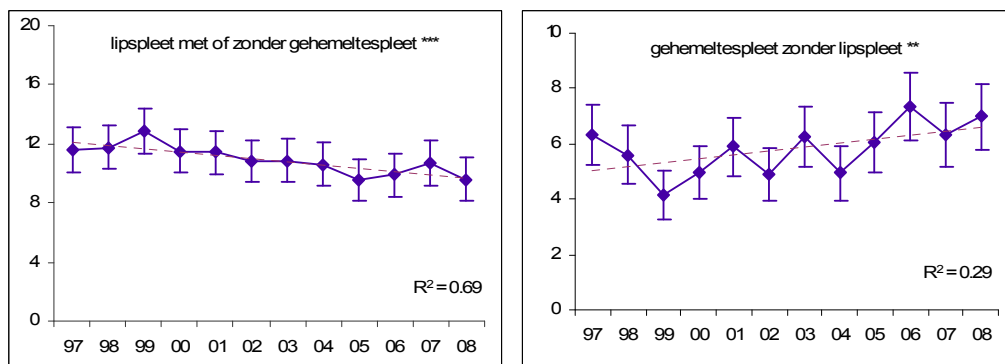 lipspleet met of zonder gehemeltespleet ***
20
16
12
8
4
0
R² = 0.69
97 98 99 00 01 02 03 04 05 06 07 08
gehemeltespleet zonder lipspleet **
10
8
6
4
2
0
R² = 0.29
97 98 99 00 01 02 03 04 05 06 07 08